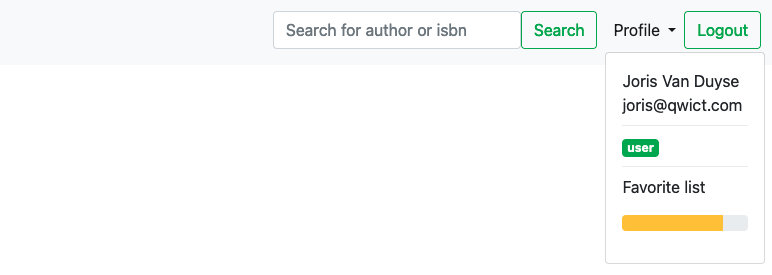 Search for author or isbn
Search
Profile
Logout
Joris Van Duyse
joris@qwict.com
user
Favorite list